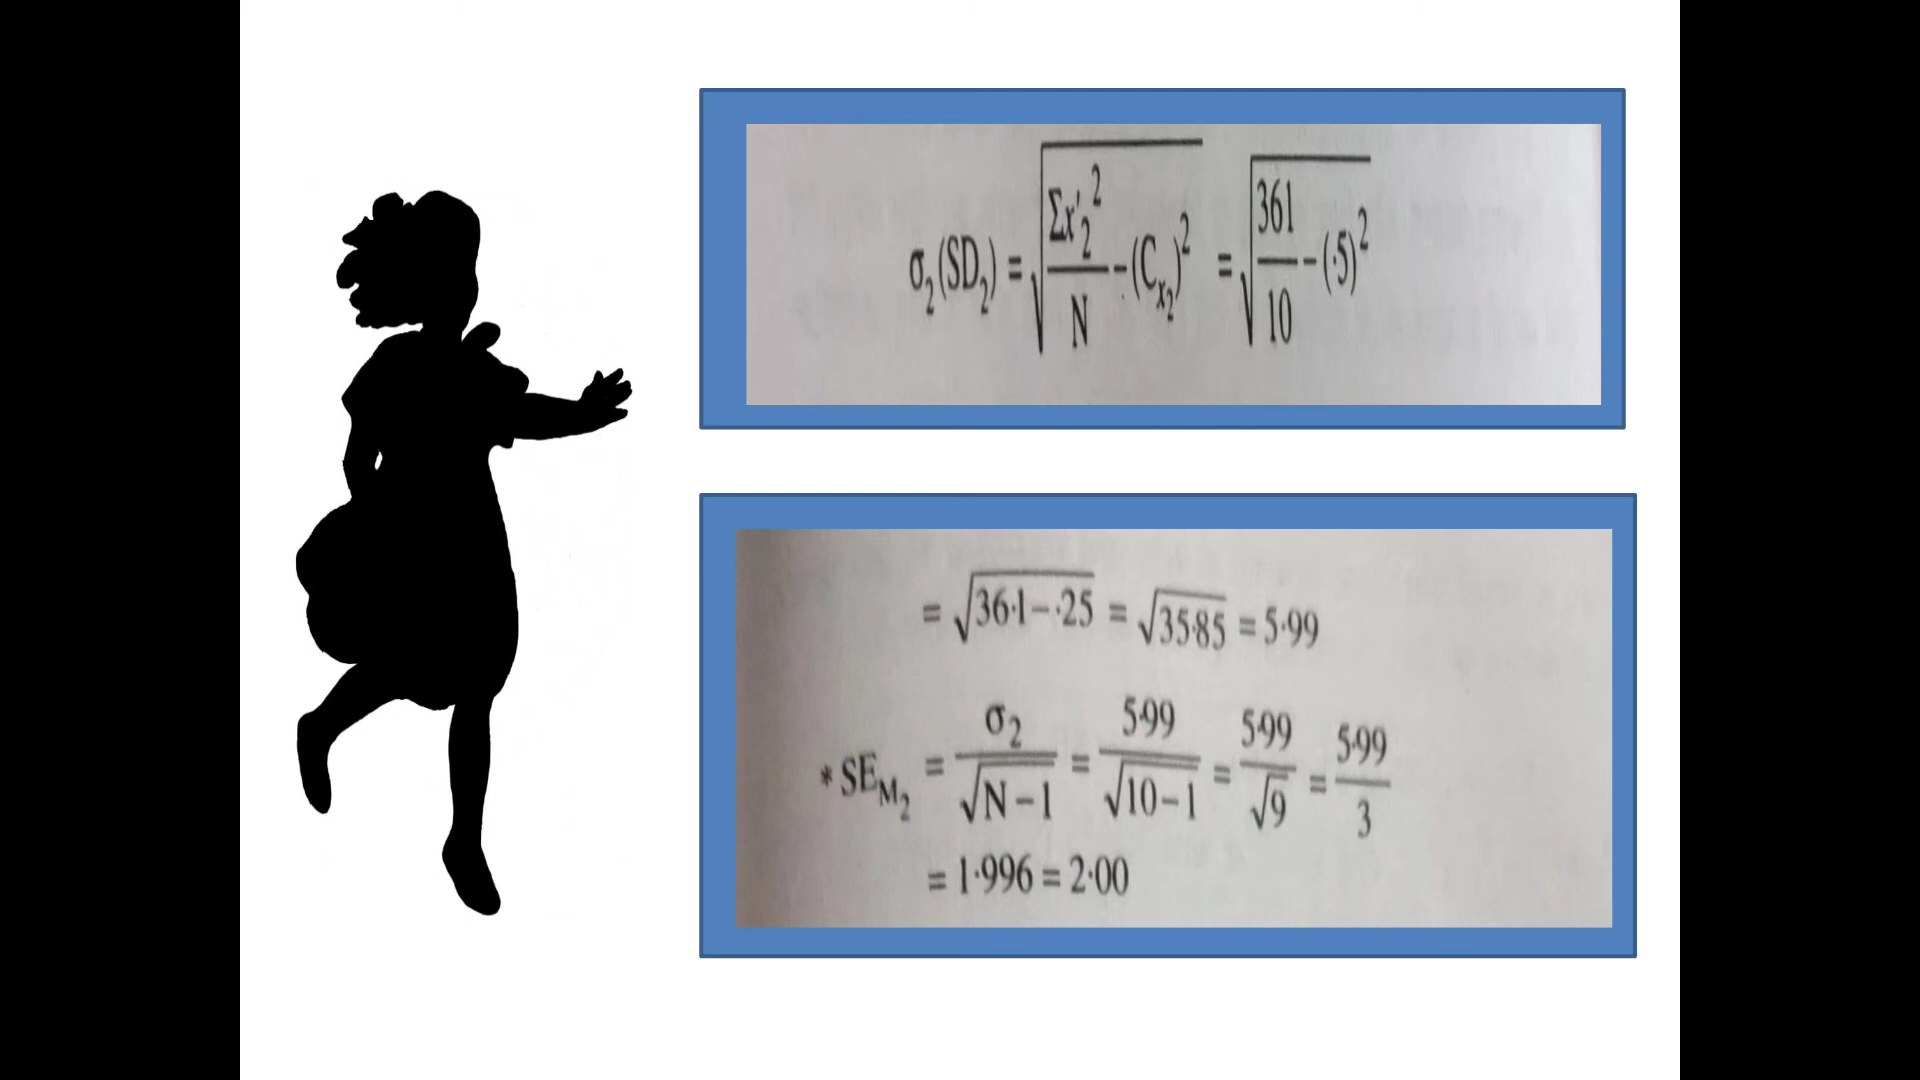 σ₂(SD₂) = √(Σx′₂²/N − (Cx₂)²) = √(361/10 − (·5)²)
= √(36·1 − ·25) = √(35·85) = 5·99
* SE_M₂ = σ₂/√(N − 1) = 5·99/√(10 − 1) = 5·99/√9 = 5·99/3
= 1·996 = 2·00